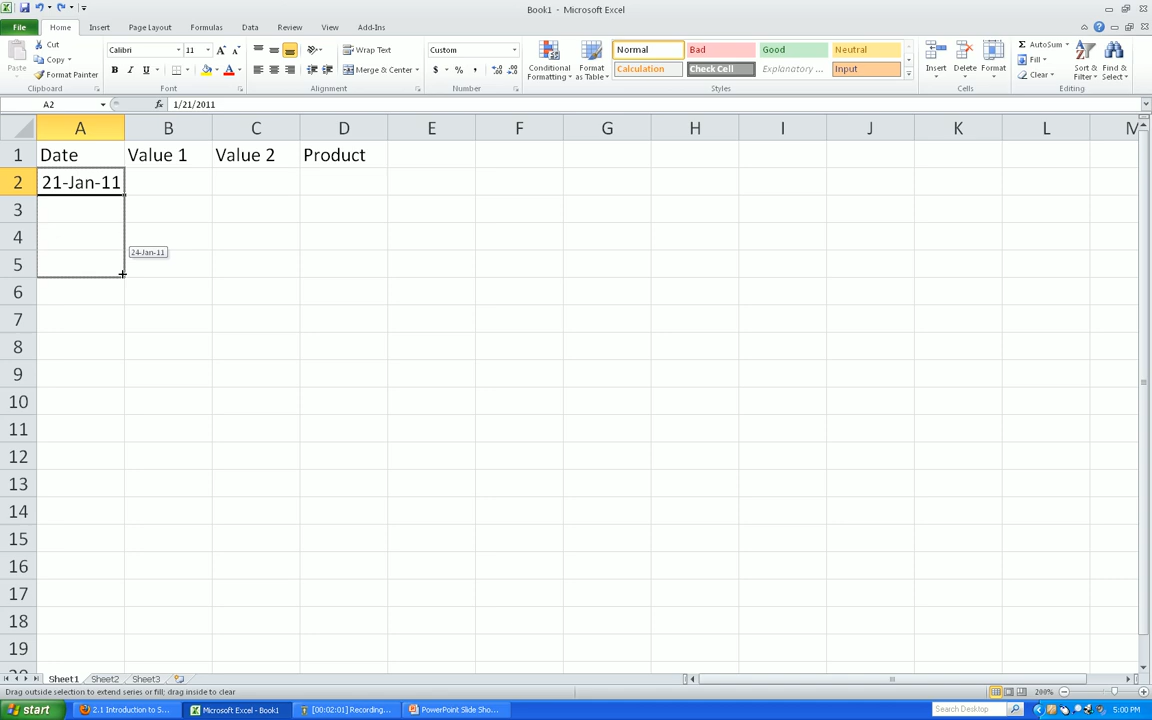 Book1 - Microsoft Excel
File Home Insert Page Layout Formulas Data Review View Add-Ins
Paste
Cut
Copy
Format Painter
Clipboard
Calibri 11
B I U A
Font
Wrap Text
Merge & Center
Alignment
Custom
$ % ,
Number
Conditional Formatting
Format as Table
Normal Bad Good Neutral
Calculation Check Cell Explanatory ... Input
Styles
Insert Delete Format
Cells
Σ AutoSum
Fill
Clear
Sort & Filter
Find & Select
Editing
A2 fx 1/21/2011
A B C D E F G H I J K L M
1 Date Value 1 Value 2 Product
2 21-Jan-11
3
4
24-Jan-11
5
6
7
8
9
10
11
12
13
14
15
16
17
18
19
Sheet1 Sheet2 Sheet3
Drag outside selection to extend series or fill; drag inside to clear
200%
start 2.1 Introduction to S... Microsoft Excel - Book1 [00:02:01] Recording... PowerPoint Slide Sho... Search Desktop 5:00 PM